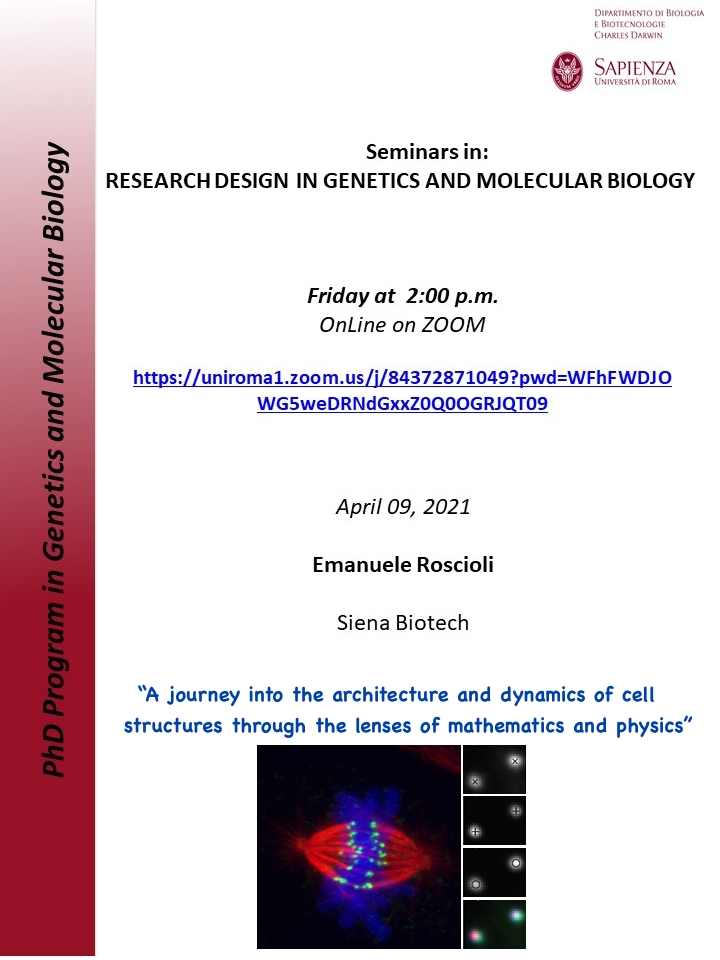 DIPARTIMENTO DI BIOLOGIA
E BIOTECNOLOGIE
CHARLES DARWIN
SAPIENZA
UNIVERSITÀ DI ROMA
PhD Program in Genetics and Molecular Biology
Seminars in:
RESEARCH DESIGN IN GENETICS AND MOLECULAR BIOLOGY
Friday at 2:00 p.m.
OnLine on ZOOM
https://uniroma1.zoom.us/j/84372871049?pwd=WFhFWDJO
WG5weDRNdGxxZ0Q0OGRJQT09
April 09, 2021
Emanuele Roscioli
Siena Biotech
“A journey into the architecture and dynamics of cell
structures through the lenses of mathematics and physics”